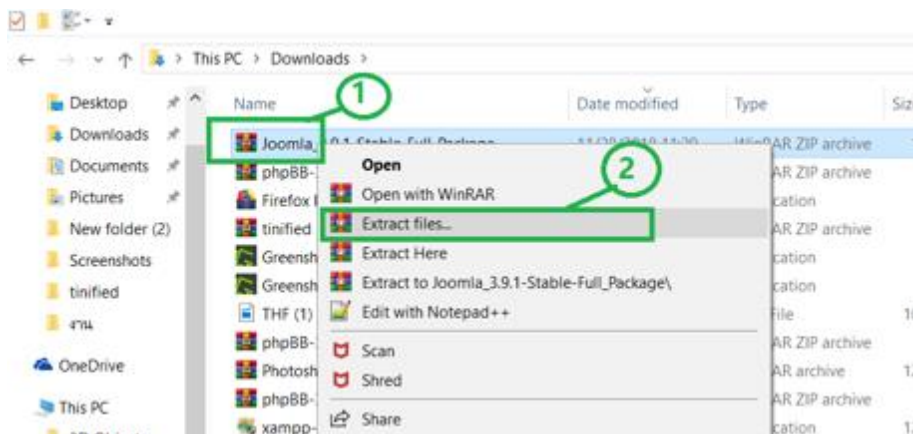 This PC > Downloads >
1
Desktop
Downloads
Documents
Pictures
New folder (2)
Screenshots
tinified
งาน
OneDrive
This PC
Name Date modified Type
Joomla_ WinRAR ZIP archive
phpBB- AR ZIP archive
Firefox cation
tinified AR ZIP archive
Greensh cation
Greensh cation
THF (1) File
phpBB- AR ZIP archive
Photosh AR archive
phpBB- AR ZIP archive
xampp- cation
2
Open
Open with WinRAR
Extract files...
Extract Here
Extract to Joomla_3.9.1-Stable-Full_Package\
Edit with Notepad++
Scan
Shred
Share